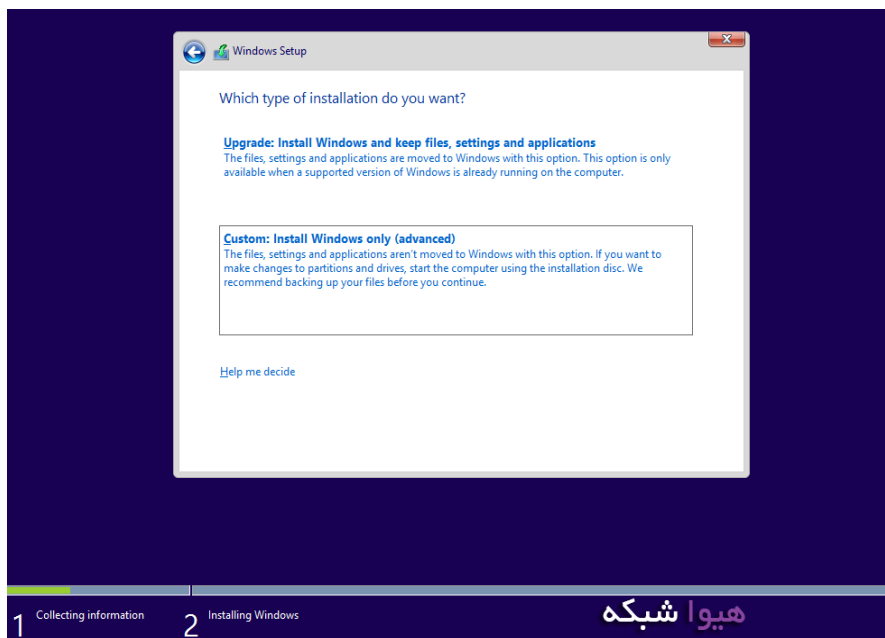 Windows Setup
Which type of installation do you want?
Upgrade: Install Windows and keep files, settings and applications
The files, settings and applications are moved to Windows with this option. This option is only
available when a supported version of Windows is already running on the computer.
Custom: Install Windows only (advanced)
The files, settings and applications aren't moved to Windows with this option. If you want to
make changes to partitions and drives, start the computer using the installation disc. We
recommend backing up your files before you continue.
Help me decide
1 Collecting information 2 Installing Windows
هیوا شبکه